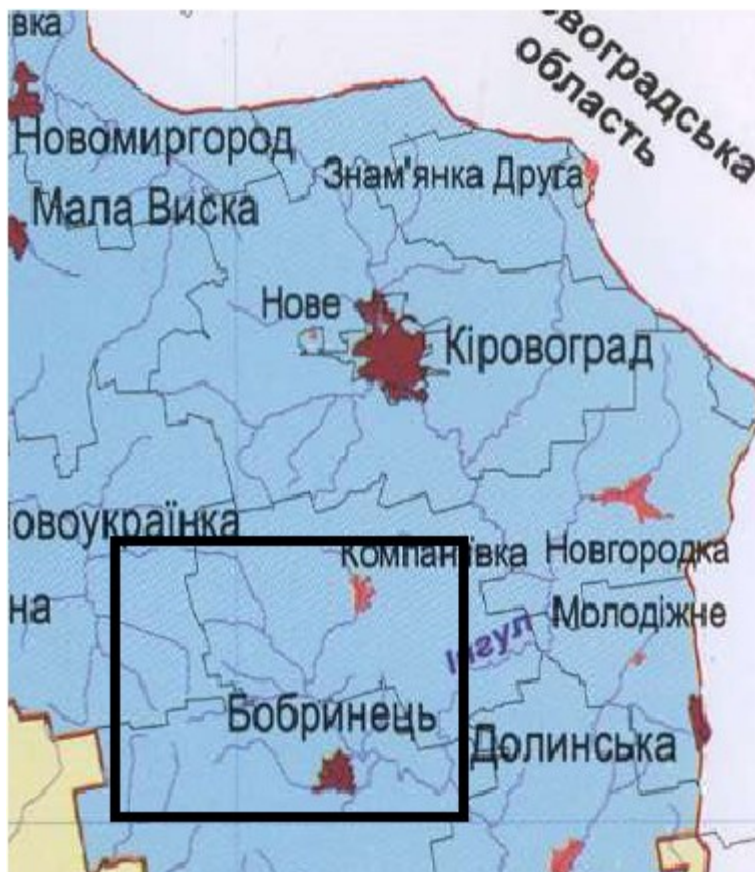 вка
овоградська
область
Новомиргород
Знам'янка Друга
Мала Виска
Нове
Кіровоград
овоукраїнка
Компаніївка
Новгородка
на
Молодіжне
Інгул
Бобринець
Долинська